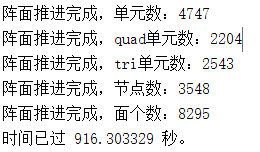 阵面推进完成，单元数：4747
阵面推进完成，quad单元数：2204
阵面推进完成，tri单元数：2543
阵面推进完成，节点数：3548
阵面推进完成，面个数：8295
时间已过 916.303329 秒。